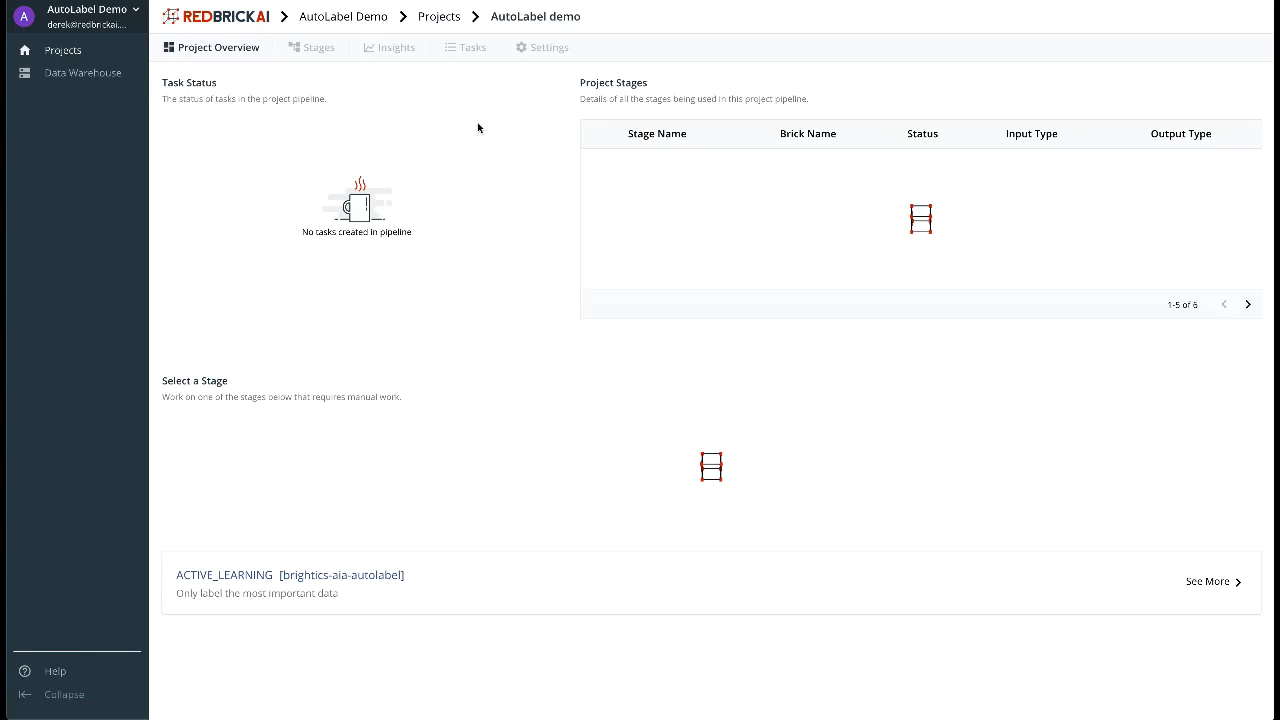 A
AutoLabel Demo
derek@redbrickai....
Projects
Data Warehouse
Help
Collapse
REDBRICKAI
AutoLabel Demo
Projects
AutoLabel demo
Project Overview
Stages
Insights
Tasks
Settings
Task Status
The status of tasks in the project pipeline.
No tasks created in pipeline
Project Stages
Details of all the stages being used in this project pipeline.
Stage Name Brick Name Status Input Type Output Type
1-5 of 6
Select a Stage
Work on one of the stages below that requires manual work.
ACTIVE_LEARNING [brightics-aia-autolabel]
Only label the most important data
See More